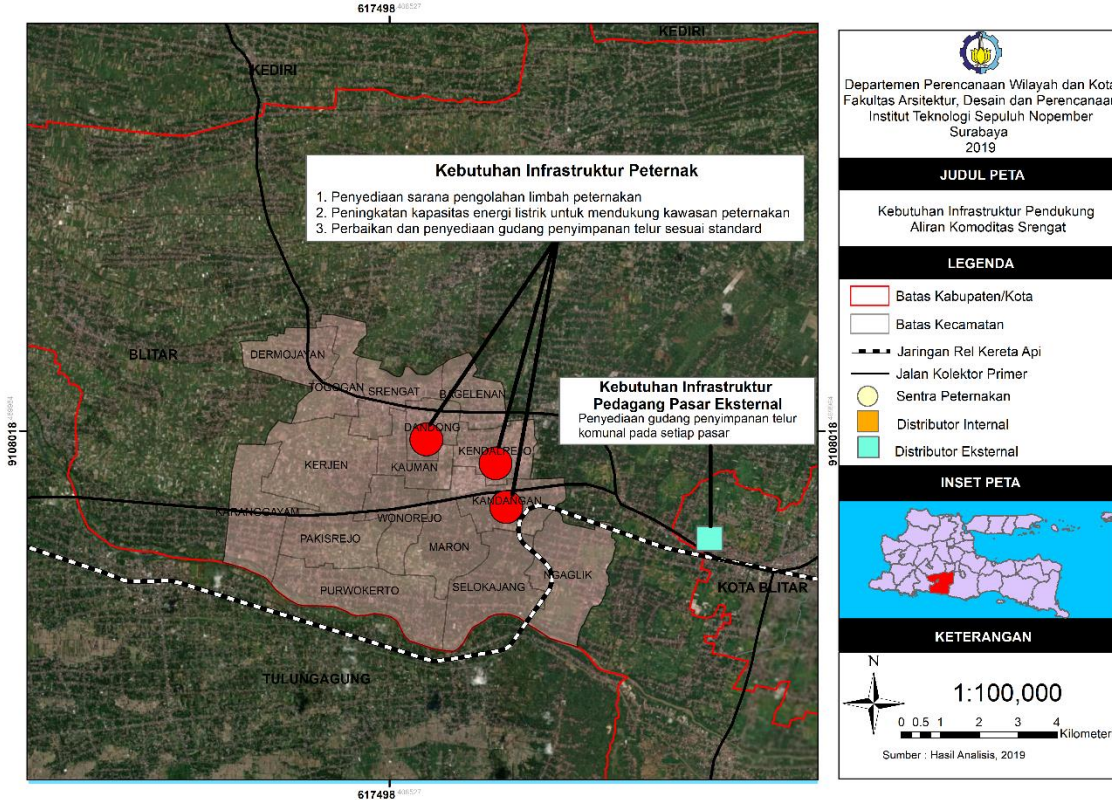 617498
KEDIRI
KEDIRI
Kebutuhan Infrastruktur Peternak
1. Penyediaan sarana pengolahan limbah peternakan
2. Peningkatan kapasitas energi listrik untuk mendukung kawasan peternakan
3. Perbaikan dan penyediaan gudang penyimpanan telur sesuai standard
BLITAR
DERMOJAYAN
TOGOGAN
SRENGAT
BAGELENAN
Kebutuhan Infrastruktur
Pedagang Pasar Eksternal
Penyediaan gudang penyimpanan telur
komunal pada setiap pasar
9108018
9108018
DANDONG
KENDALREJO
KERJEN
KAUMAN
KANDANGAN
KARANGGAYAM
WONOREJO
PAKISREJO
MARON
NGAGLIK
SELOKAJANG
PURWOKERTO
KOTA BLITAR
TULUNGAGUNG
617498
Departemen Perencanaan Wilayah dan Kota
Fakultas Arsitektur, Desain dan Perencanaan
Institut Teknologi Sepuluh Nopember
Surabaya
2019
JUDUL PETA
Kebutuhan Infrastruktur Pendukung
Aliran Komoditas Srengat
LEGENDA
Batas Kabupaten/Kota
Batas Kecamatan
Jaringan Rel Kereta Api
Jalan Kolektor Primer
Sentra Peternakan
Distributor Internal
Distributor Eksternal
INSET PETA
KETERANGAN
N
1:100,000
0 0.5 1 2 3 4
Kilometer
Sumber : Hasil Analisis, 2019